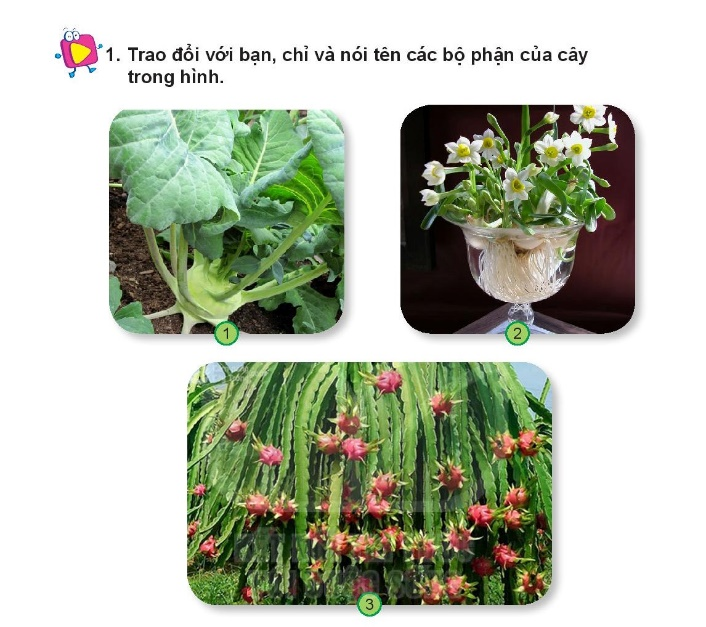 1. Trao đổi với bạn, chỉ và nói tên các bộ phận của cây
trong hình.
1
2
3